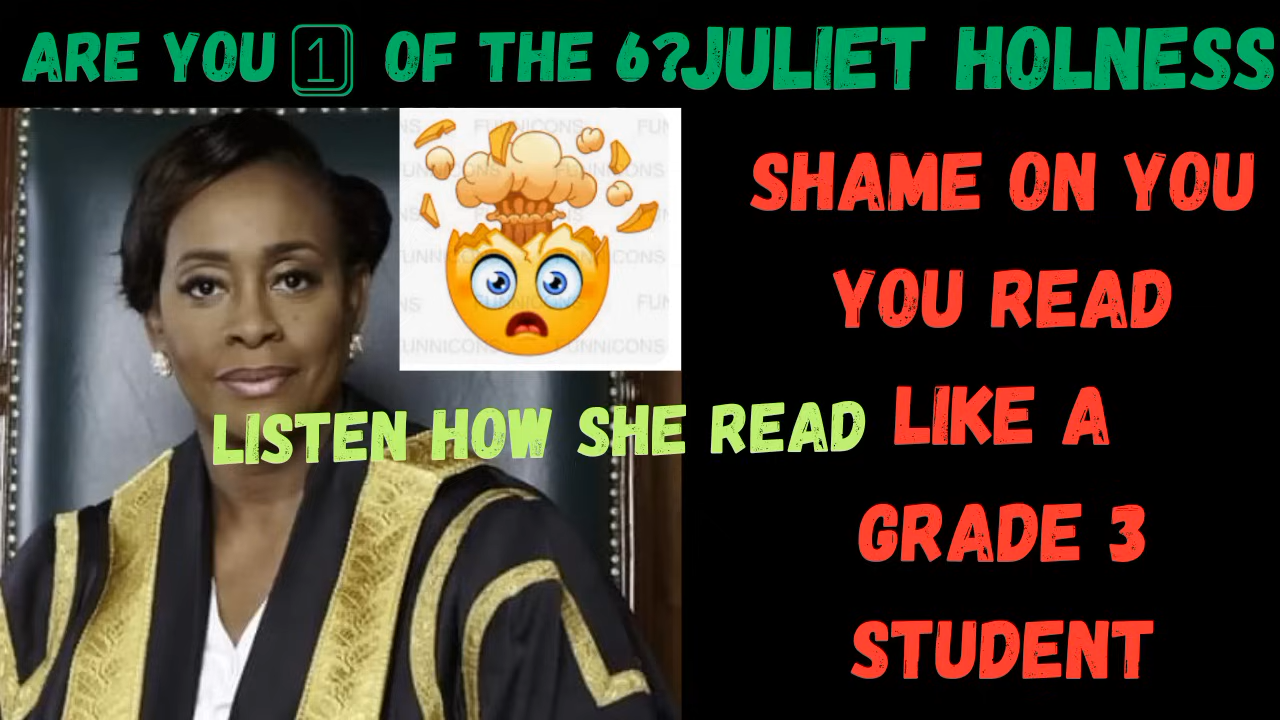 ARE YOU 1 OF THE 6? JULIET HOLNESS
SHAME ON YOU
YOU READ
LIKE A
GRADE 3
STUDENT
LISTEN HOW SHE READ
FUNNICONS